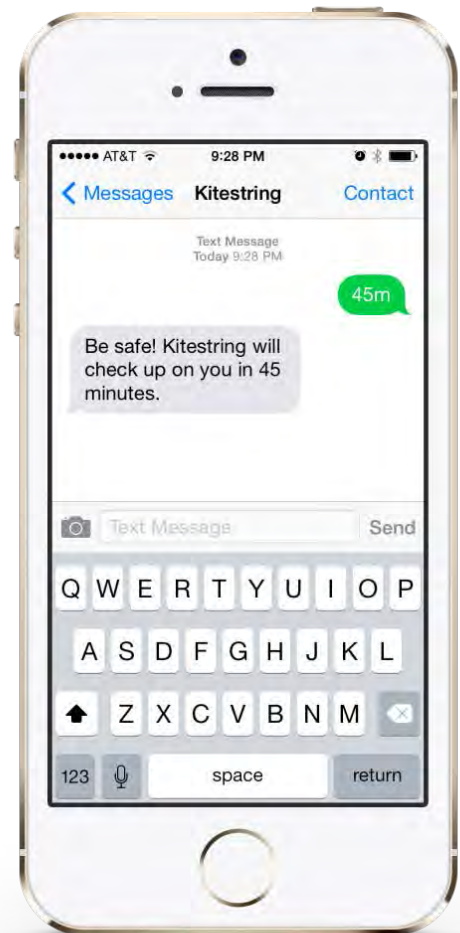 AT&T 9:28 PM
Messages Kitestring Contact
Text Message
Today 9:28 PM
45m
Be safe! Kitestring will
check up on you in 45
minutes.
Text Message Send
Q W E R T Y U I O P
A S D F G H J K L
Z X C V B N M
123 space return